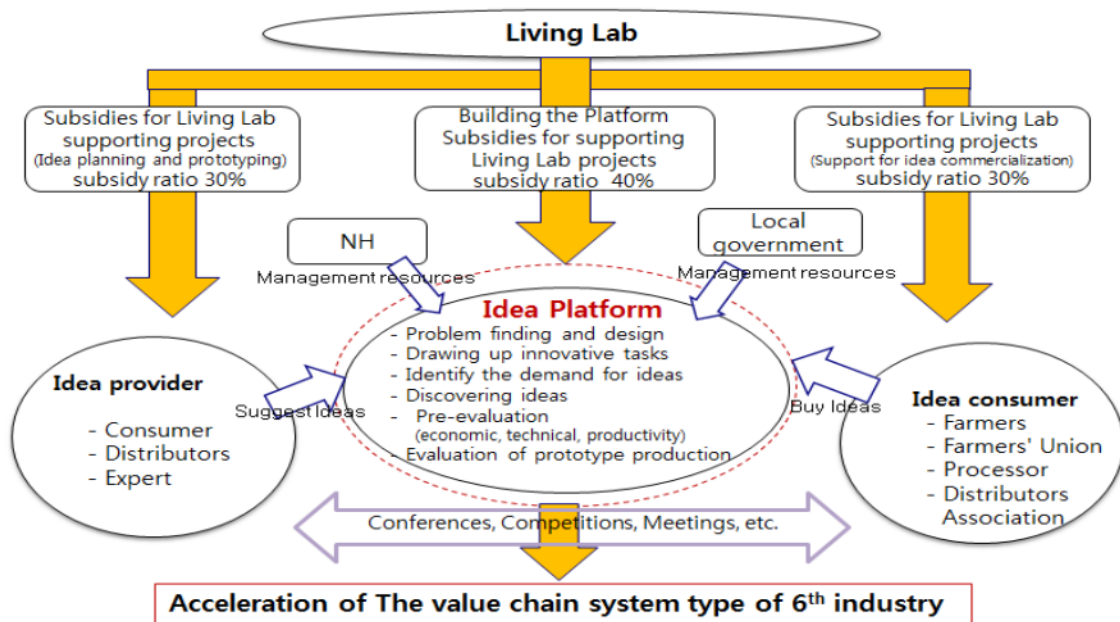 Living Lab
Subsidies for Living Lab
supporting projects
(Idea planning and prototyping)
subsidy ratio 30%
Building the Platform
Subsidies for supporting
Living Lab projects
subsidy ratio 40%
Subsidies for Living Lab
supporting projects
(Support for idea commercialization)
subsidy ratio 30%
NH
Management resources
Local
government
Management resources
Idea provider
- Consumer
- Distributors
- Expert
Suggest Ideas
Idea Platform
- Problem finding and design
- Drawing up innovative tasks
- Identify the demand for ideas
- Discovering ideas
- Pre-evaluation
(economic, technical, productivity)
- Evaluation of prototype production
Buy Ideas
Idea consumer
- Farmers
- Farmers' Union
- Processor
- Distributors
Association
Conferences, Competitions, Meetings, etc.
Acceleration of The value chain system type of 6th industry